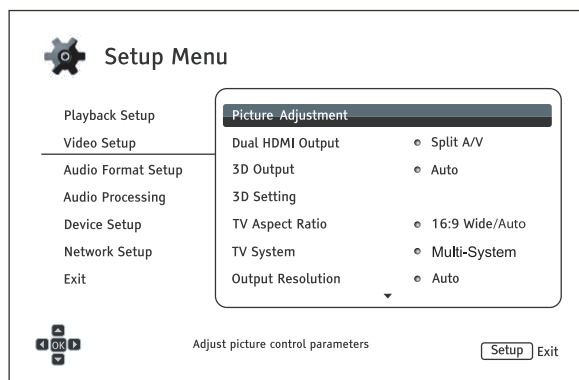 Setup Menu
Playback Setup
Video Setup
Audio Format Setup
Audio Processing
Device Setup
Network Setup
Exit
Picture Adjustment
Dual HDMI Output Split A/V
3D Output Auto
3D Setting
TV Aspect Ratio 16:9 Wide/Auto
TV System Multi-System
Output Resolution Auto
OK
Adjust picture control parameters
Setup Exit